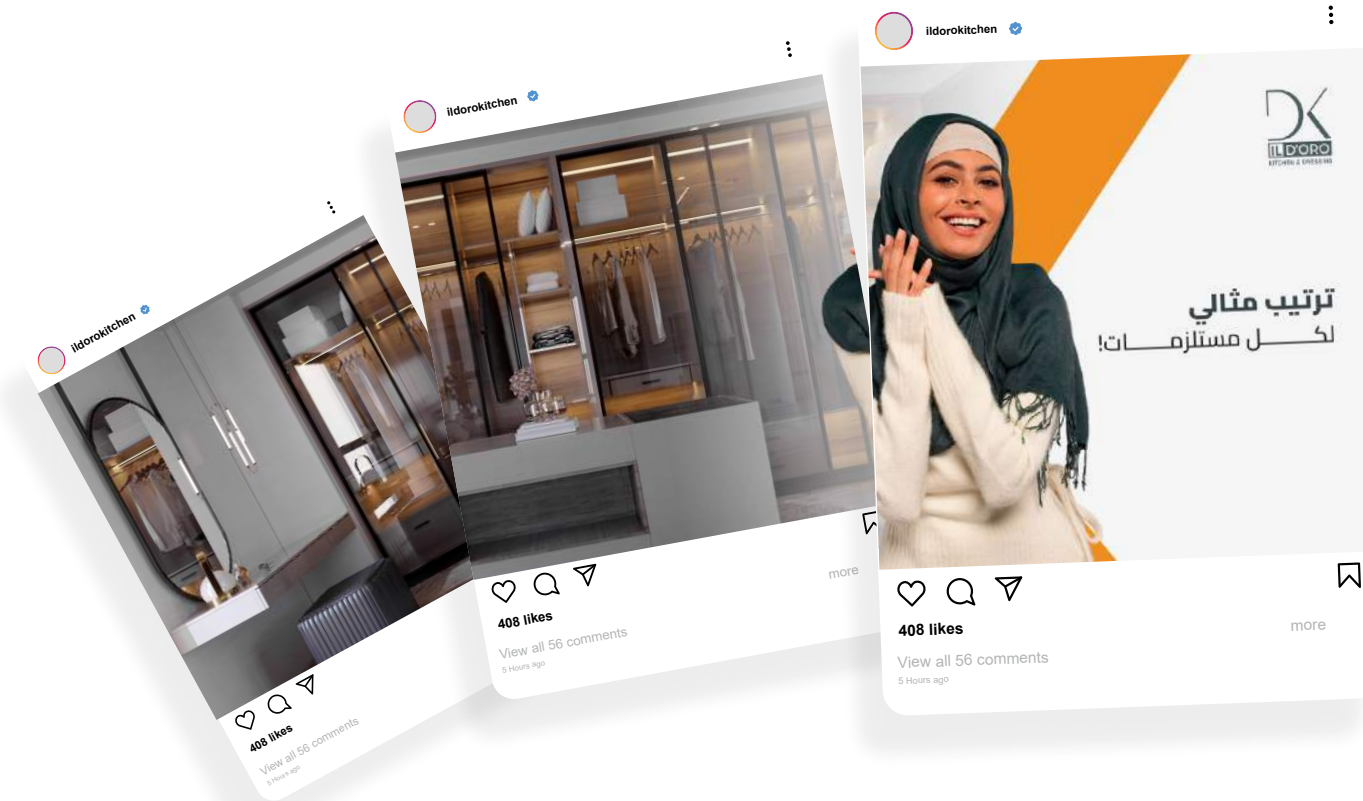 ildorokitchen
408 likes
View all 56 comments
5 Hours ago
ildorokitchen
408 likes
more
View all 56 comments
5 Hours ago
ildorokitchen
DK
IL D'ORO
KITCHEN & DRESSING
ترتيب مثالي
لكـــــل مستلزمـــــات!
408 likes
more
View all 56 comments
5 Hours ago